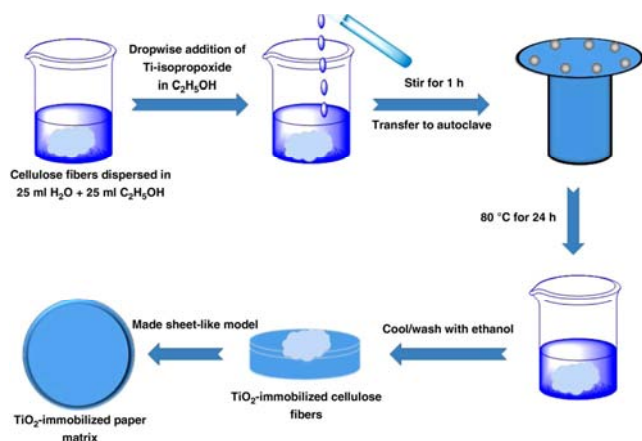 Dropwise addition of
Ti-isopropoxide
in C₂H₅OH
Stir for 1 h
Transfer to autoclave
Cellulose fibers dispersed in
25 ml H₂O + 25 ml C₂H₅OH
80 °C for 24 h
Made sheet-like model
Cool/wash with ethanol
TiO₂-immobilized cellulose
fibers
TiO₂-immobilized paper
matrix